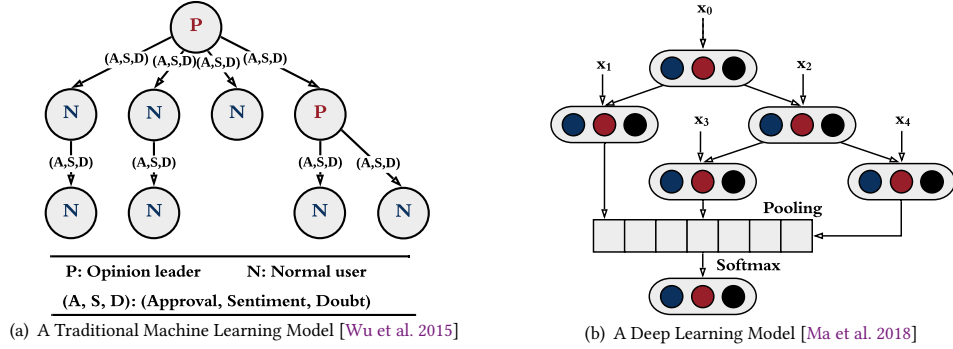 P
(A,S,D) (A,S,D) (A,S,D) (A,S,D)
N N N P
(A,S,D) (A,S,D) (A,S,D) (A,S,D)
N N N N
P: Opinion leader N: Normal user
(A, S, D): (Approval, Sentiment, Doubt)
(a) A Traditional Machine Learning Model [Wu et al. 2015]
x0
x1 x2
x3 x4
Pooling
Softmax
(b) A Deep Learning Model [Ma et al. 2018]